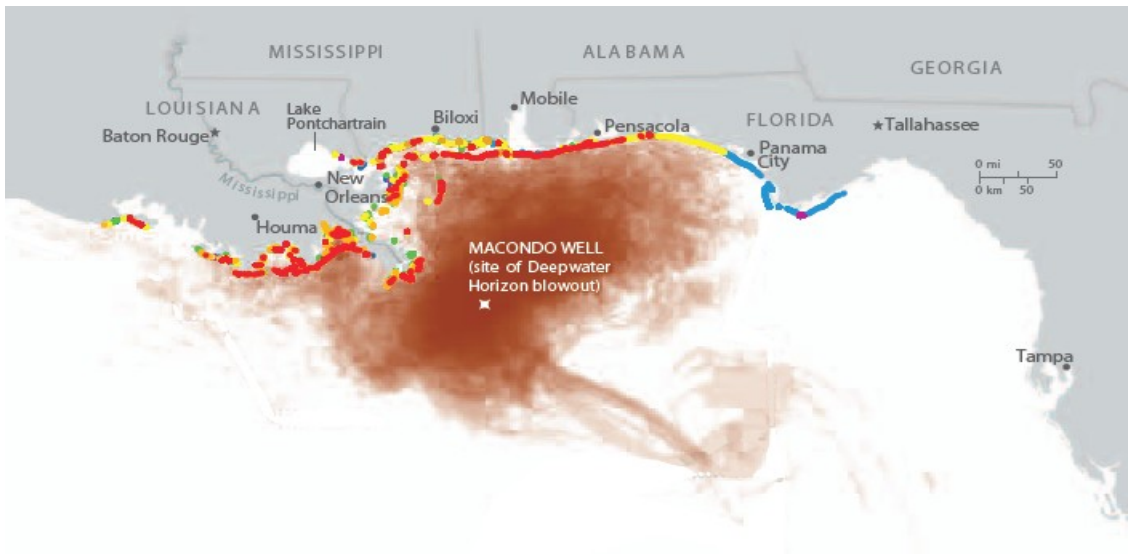 MISSISSIPPI
ALABAMA
GEORGIA
LOUISIANA
Lake
Pontchartrain
Biloxi
Mobile
Pensacola
FLORIDA
Tallahassee
Baton Rouge
Panama
City
0 mi 50
0 km 50
Mississippi
New
Orleans
Houma
MACONDO WELL
(site of Deepwater
Horizon blowout)
Tampa